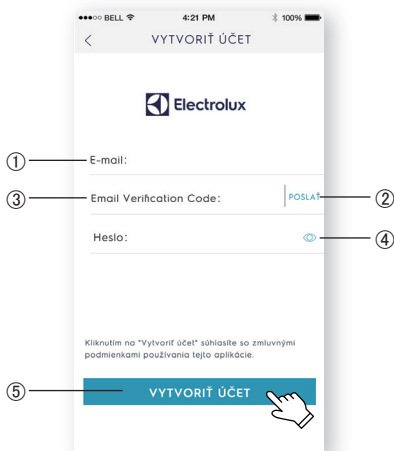 ●●●○○ BELL 4:21 PM 100%
< VYTVORIŤ ÚČET
Electrolux
① E-mail:
③ Email Verification Code: POSLAŤ ②
Heslo: ④
Kliknutím na "Vytvoriť účet" súhlasíte so zmluvnými
podmienkami používania tejto aplikácie.
⑤ VYTVORIŤ ÚČET